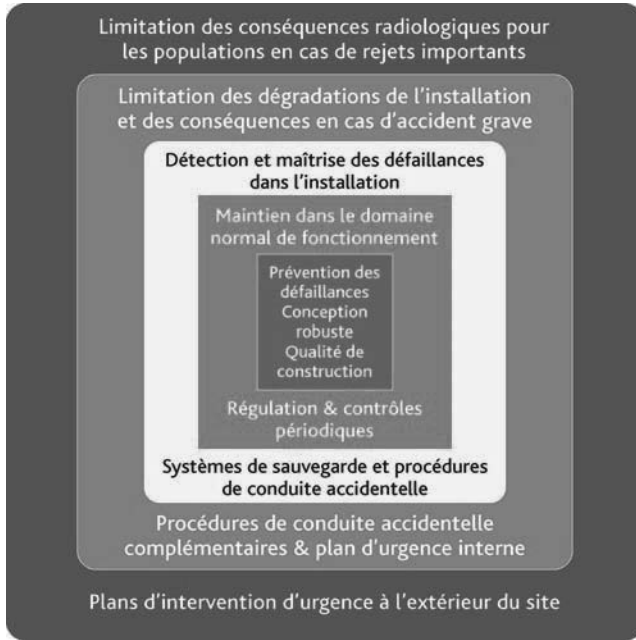 Limitation des conséquences radiologiques pour
les populations en cas de rejets importants
Limitation des dégradations de l'installation
et des conséquences en cas d'accident grave
Détection et maîtrise des défaillances
dans l'installation
Maintien dans le domaine
normal de fonctionnement
Prévention des
défaillances
Conception
robuste
Qualité de
construction
Régulation & contrôles
périodiques
Systèmes de sauvegarde et procédures
de conduite accidentelle
Procédures de conduite accidentelle
complémentaires & plan d'urgence interne
Plans d'intervention d'urgence à l'extérieur du site